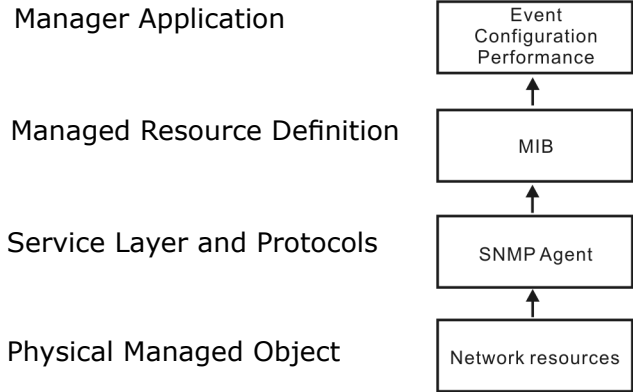 Manager Application
Event
Configuration
Performance
Managed Resource Definition
MIB
Service Layer and Protocols
SNMP Agent
Physical Managed Object
Network resources